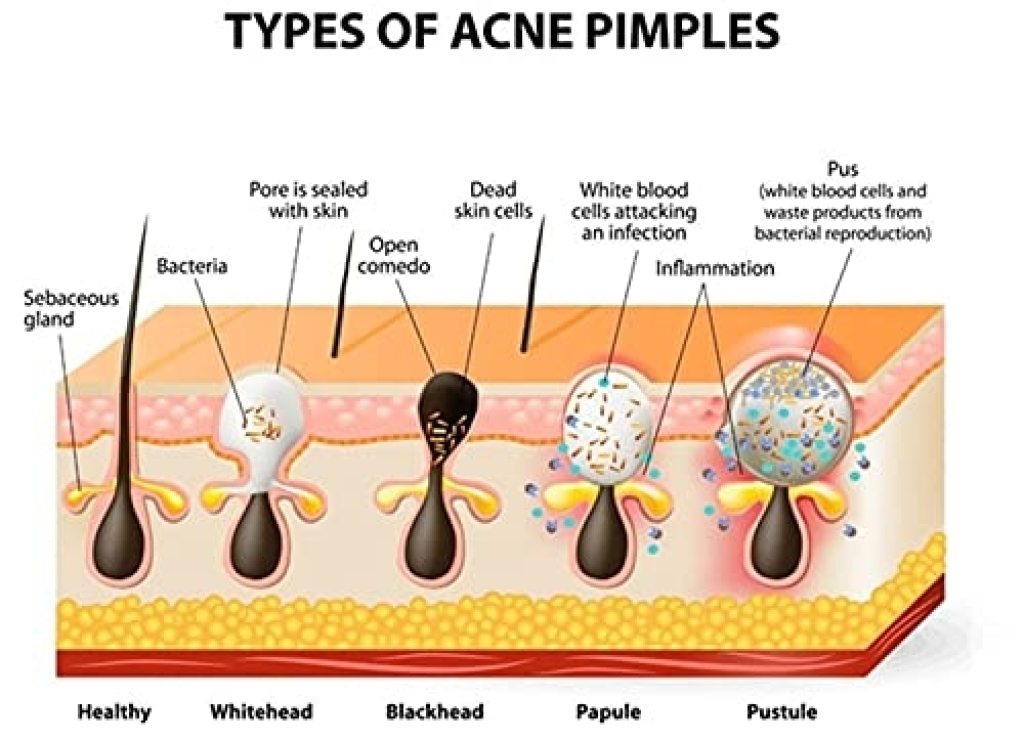 TYPES OF ACNE PIMPLES
Pore is sealed
with skin
Dead
skin cells
White blood
cells attacking
an infection
Pus
(white blood cells and
waste products from
bacterial reproduction)
Bacteria
Open
comedo
Inflammation
Sebaceous
gland
Healthy
Whitehead
Blackhead
Papule
Pustule